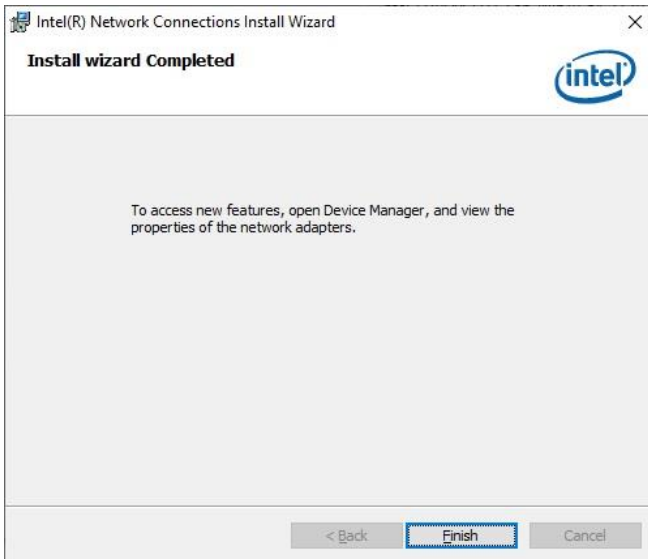 Intel(R) Network Connections Install Wizard
Install wizard Completed
intel
To access new features, open Device Manager, and view the
properties of the network adapters.
< Back
Finish
Cancel